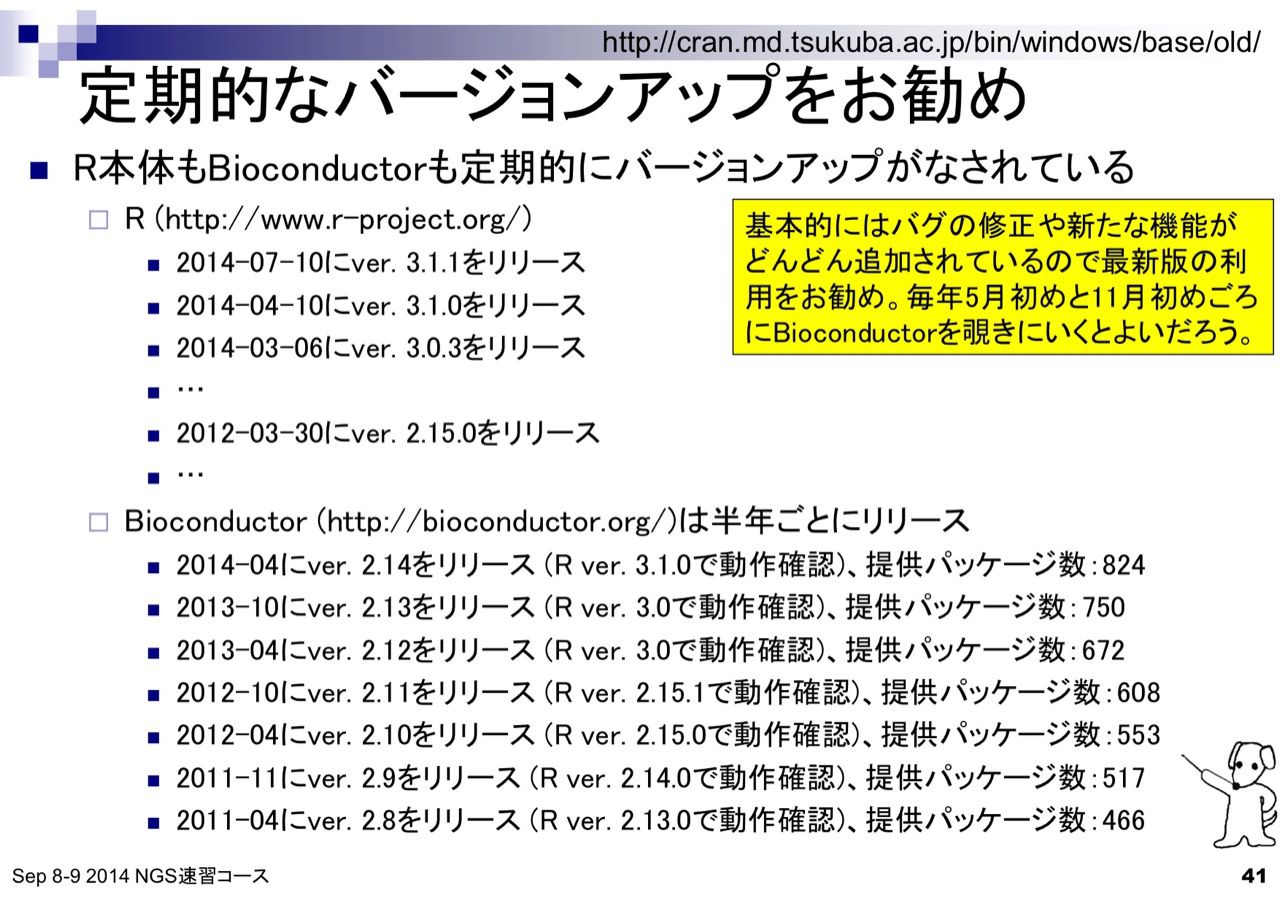 http://cran.md.tsukuba.ac.jp/bin/windows/base/old/
定期的なバージョンアップをお勧め
R本体もBioconductorも定期的にバージョンアップがなされている
R (http://www.r-project.org/)
2014-07-10にver. 3.1.1をリリース
2014-04-10にver. 3.1.0をリリース
2014-03-06にver. 3.0.3をリリース
…
2012-03-30にver. 2.15.0をリリース
…
基本的にはバグの修正や新たな機能が
どんどん追加されているので最新版の利
用をお勧め。毎年5月初めと11月初めごろ
にBioconductorを覗きにいくとよいだろう。
Bioconductor (http://bioconductor.org/)は半年ごとにリリース
2014-04にver. 2.14をリリース (R ver. 3.1.0で動作確認)、提供パッケージ数:824
2013-10にver. 2.13をリリース (R ver. 3.0で動作確認)、提供パッケージ数:750
2013-04にver. 2.12をリリース (R ver. 3.0で動作確認)、提供パッケージ数:672
2012-10にver. 2.11をリリース (R ver. 2.15.1で動作確認)、提供パッケージ数:608
2012-04にver. 2.10をリリース (R ver. 2.15.0で動作確認)、提供パッケージ数:553
2011-11にver. 2.9をリリース (R ver. 2.14.0で動作確認)、提供パッケージ数:517
2011-04にver. 2.8をリリース (R ver. 2.13.0で動作確認)、提供パッケージ数:466
Sep 8-9 2014 NGS速習コース
41